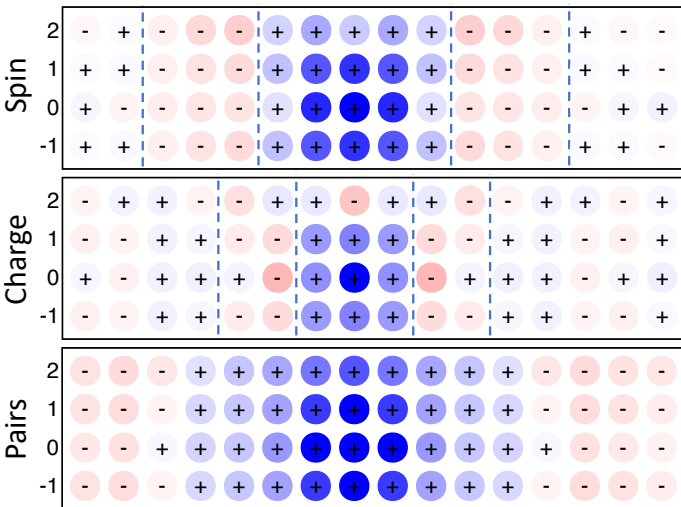 Spin
2 - + - - - + + + + + - - - + - -
1 + + - - - + + + + + - - - + + -
0 + - - - - + + + + + - - - - + +
-1 + + - - - + + + + + - - - + + -
Charge
2 - + + - - + + - + + - - + + - +
1 - - + + - - + + + - - + + - - +
0 + - + + + - + + + - + + + - + +
-1 - - + + - - + + + - - + + - - +
Pairs
2 - - - + + + + + + + + + - - - -
1 - - - + + + + + + + + + - - - -
0 - - + + + + + + + + + + + - - -
-1 - - - + + + + + + + + + - - - -